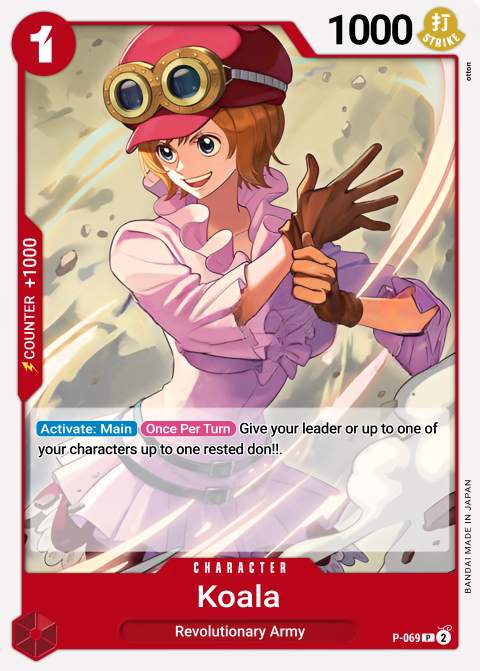 1
1000
打
STRIKE
otton
COUNTER +1000
Activate: Main Once Per Turn Give your leader or up to one of
your characters up to one rested don!!.
BANDAI MADE IN JAPAN
CHARACTER
Koala
Revolutionary Army
P-069 P 2